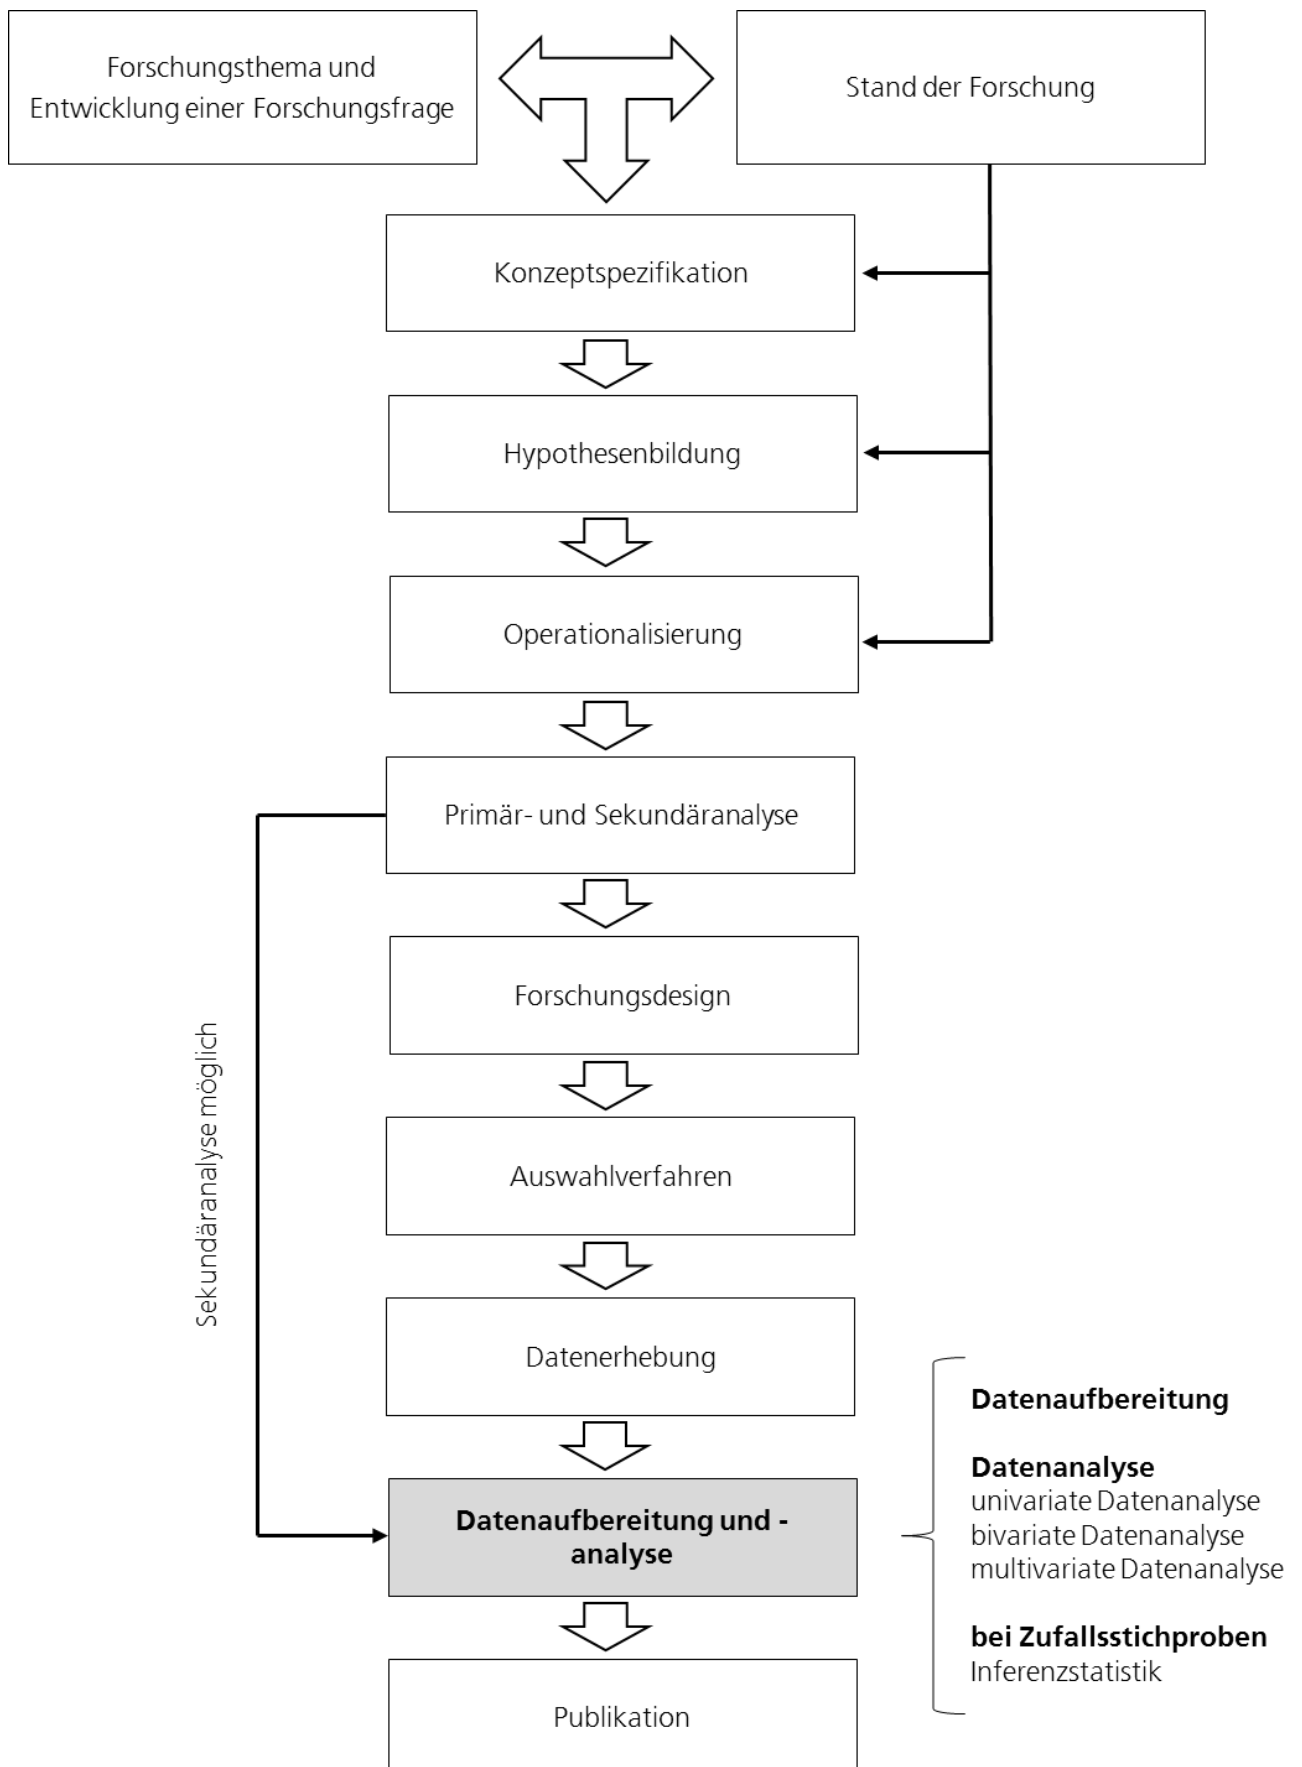 Forschungsthema und
Entwicklung einer Forschungsfrage
Stand der Forschung
Konzeptspezifikation
Hypothesenbildung
Operationalisierung
Primär- und Sekundäranalyse
Sekundäranalyse möglich
Forschungsdesign
Auswahlverfahren
Datenerhebung
Datenaufbereitung und -
analyse
Datenaufbereitung
Datenanalyse
univariate Datenanalyse
bivariate Datenanalyse
multivariate Datenanalyse
bei Zufallsstichproben
Inferenzstatistik
Publikation